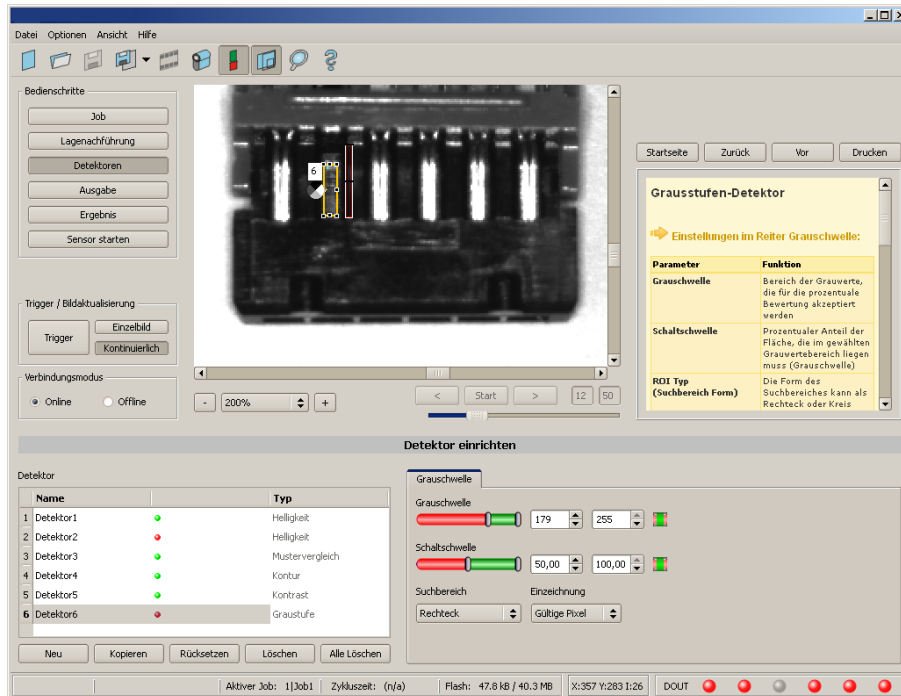 Datei Optionen Ansicht Hilfe
Bedienschritte
Job
Lagenachführung
Detektoren
Ausgabe
Ergebnis
Sensor starten
Trigger / Bildaktualisierung
Trigger
Einzelbild
Kontinuierlich
Verbindungsmodus
Online Offline
6
- 200% +
< Start > 12 50
Startseite Zurück Vor Drucken
Grausstufen-Detektor
Einstellungen im Reiter Grauschwelle:
Parameter Funktion
Grauschwelle Bereich der Grauwerte,
die für die prozentuale
Bewertung akzeptiert
werden
Schaltschwelle Prozentualer Anteil der
Fläche, die im gewählten
Grauwertebereich liegen
muss (Grauschwelle)
ROI Typ Die Form des
(Suchbereich Form) Suchbereiches kann als
Rechteck oder Kreis
Detektor einrichten
Detektor
Name Typ
1 Detektor1 Helligkeit
2 Detektor2 Helligkeit
3 Detektor3 Mustervergleich
4 Detektor4 Kontur
5 Detektor5 Kontrast
6 Detektor6 Graustufe
Neu Kopieren Rücksetzen Löschen Alle Löschen
Grauschwelle
Grauschwelle
179 255
Schaltschwelle
50,00 100,00
Suchbereich Einzeichnung
Rechteck Gültige Pixel
Aktiver Job: 1|Job1 Zykluszeit: (n/a) Flash: 47.8 kB / 40.3 MB X:357 Y:283 I:26 DOUT